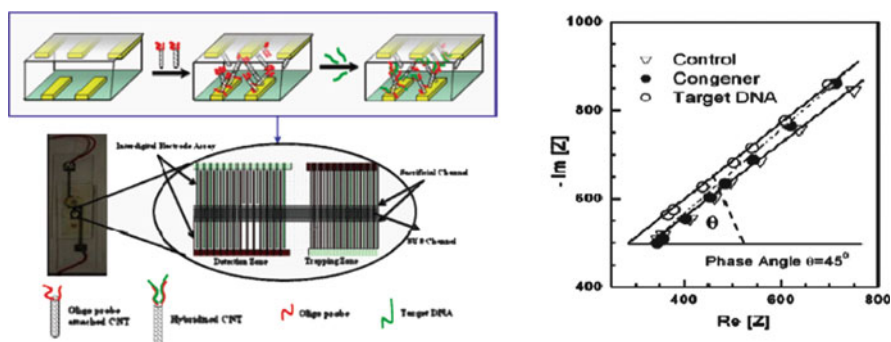 Interdigital Electrode Array
Sacrificial Channel
SU 8 Channel
Detection Zone
Trapping Zone
Oligo probe
attached CNT
Hybridized CNT
Oligo probe
Target DNA
1000
800
600
400
- Im [Z]
Control
Congener
Target DNA
θ
Phase Angle θ=45°
400
600
800
Re [Z]